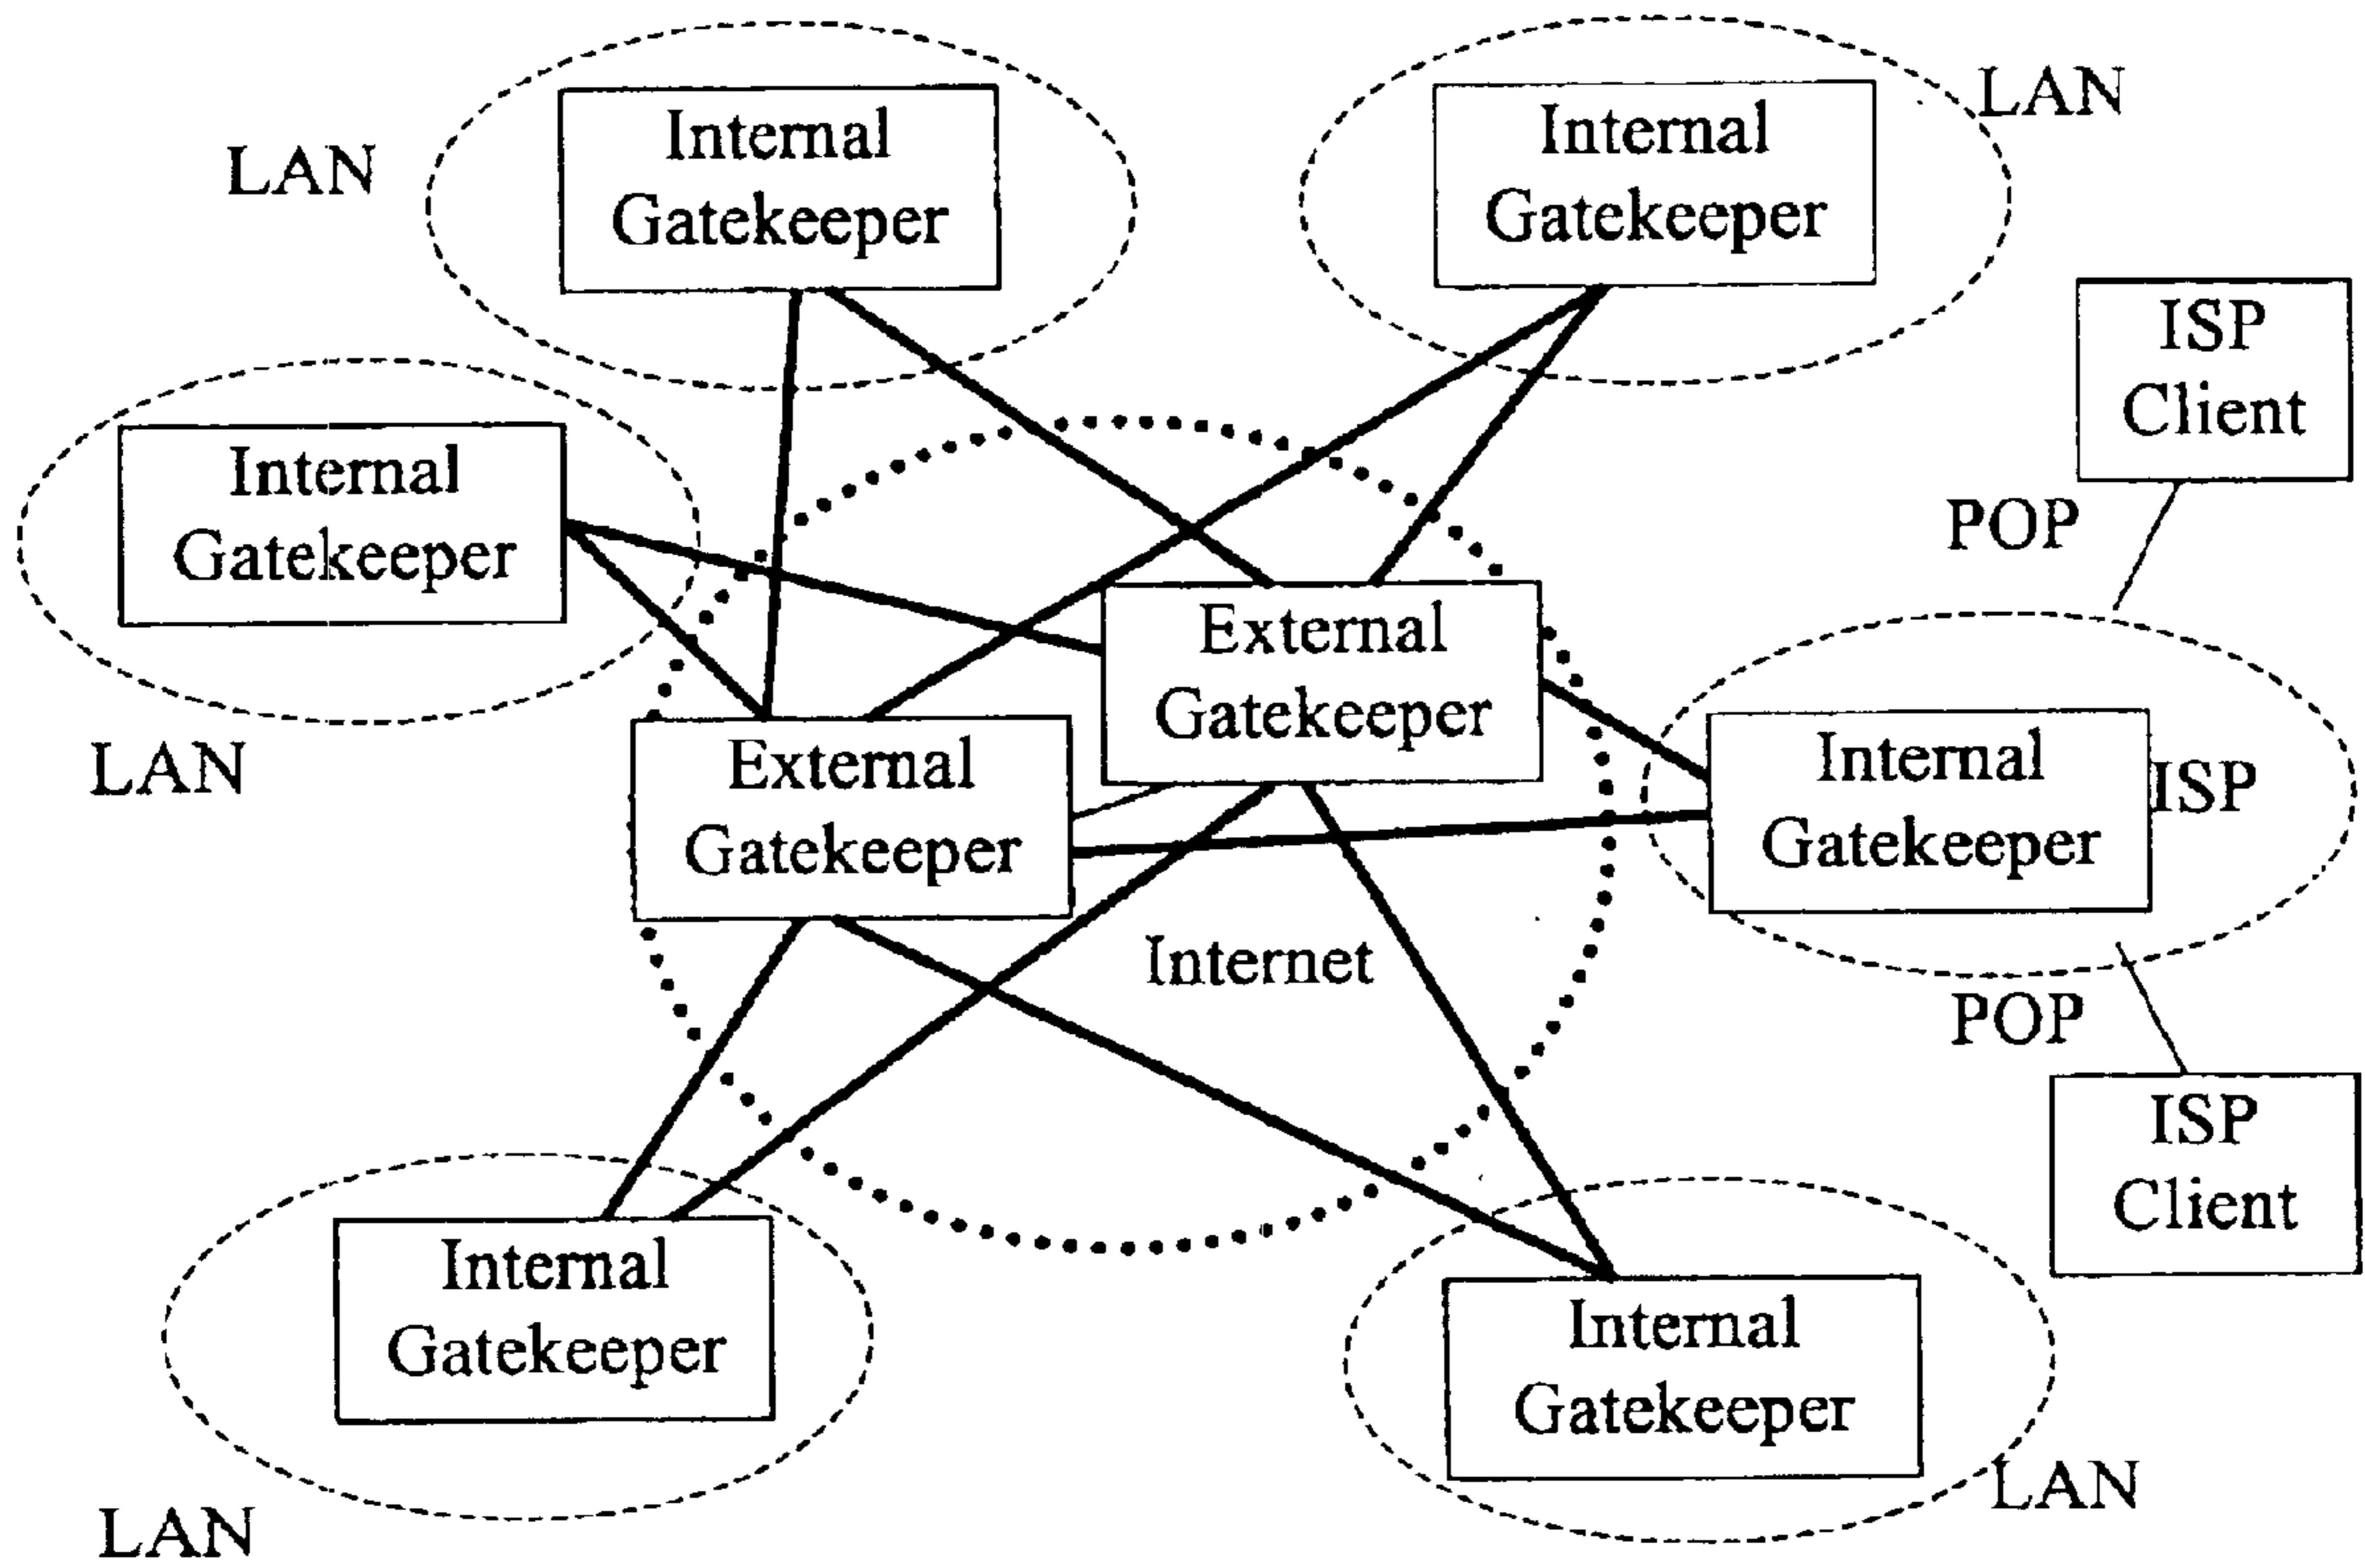 Internal
Gatekeeper
LAN
Internal
Gatekeeper
LAN
Internal
Gatekeeper
LAN
ISP
Client
POP
External
Gatekeeper
External
Gatekeeper
Internal
Gatekeeper
ISP
Internet
POP
ISP
Client
Internal
Gatekeeper
LAN
Internal
Gatekeeper
LAN